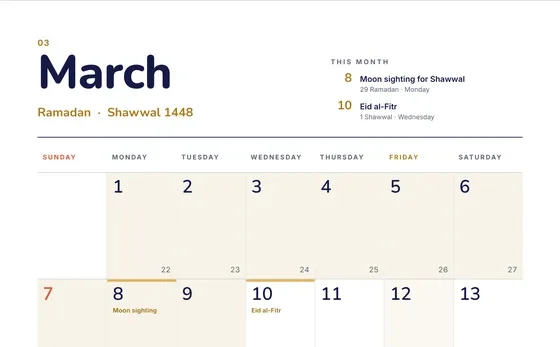 03
March
Ramadan · Shawwal 1448
THIS MONTH
8 Moon sighting for Shawwal
29 Ramadan · Monday
10 Eid al-Fitr
1 Shawwal · Wednesday
SUNDAY MONDAY TUESDAY WEDNESDAY THURSDAY FRIDAY SATURDAY
1 2 3 4 5 6
22 23 24 25 26 27
7 8 9 10 11 12 13
Moon sighting Eid al-Fitr